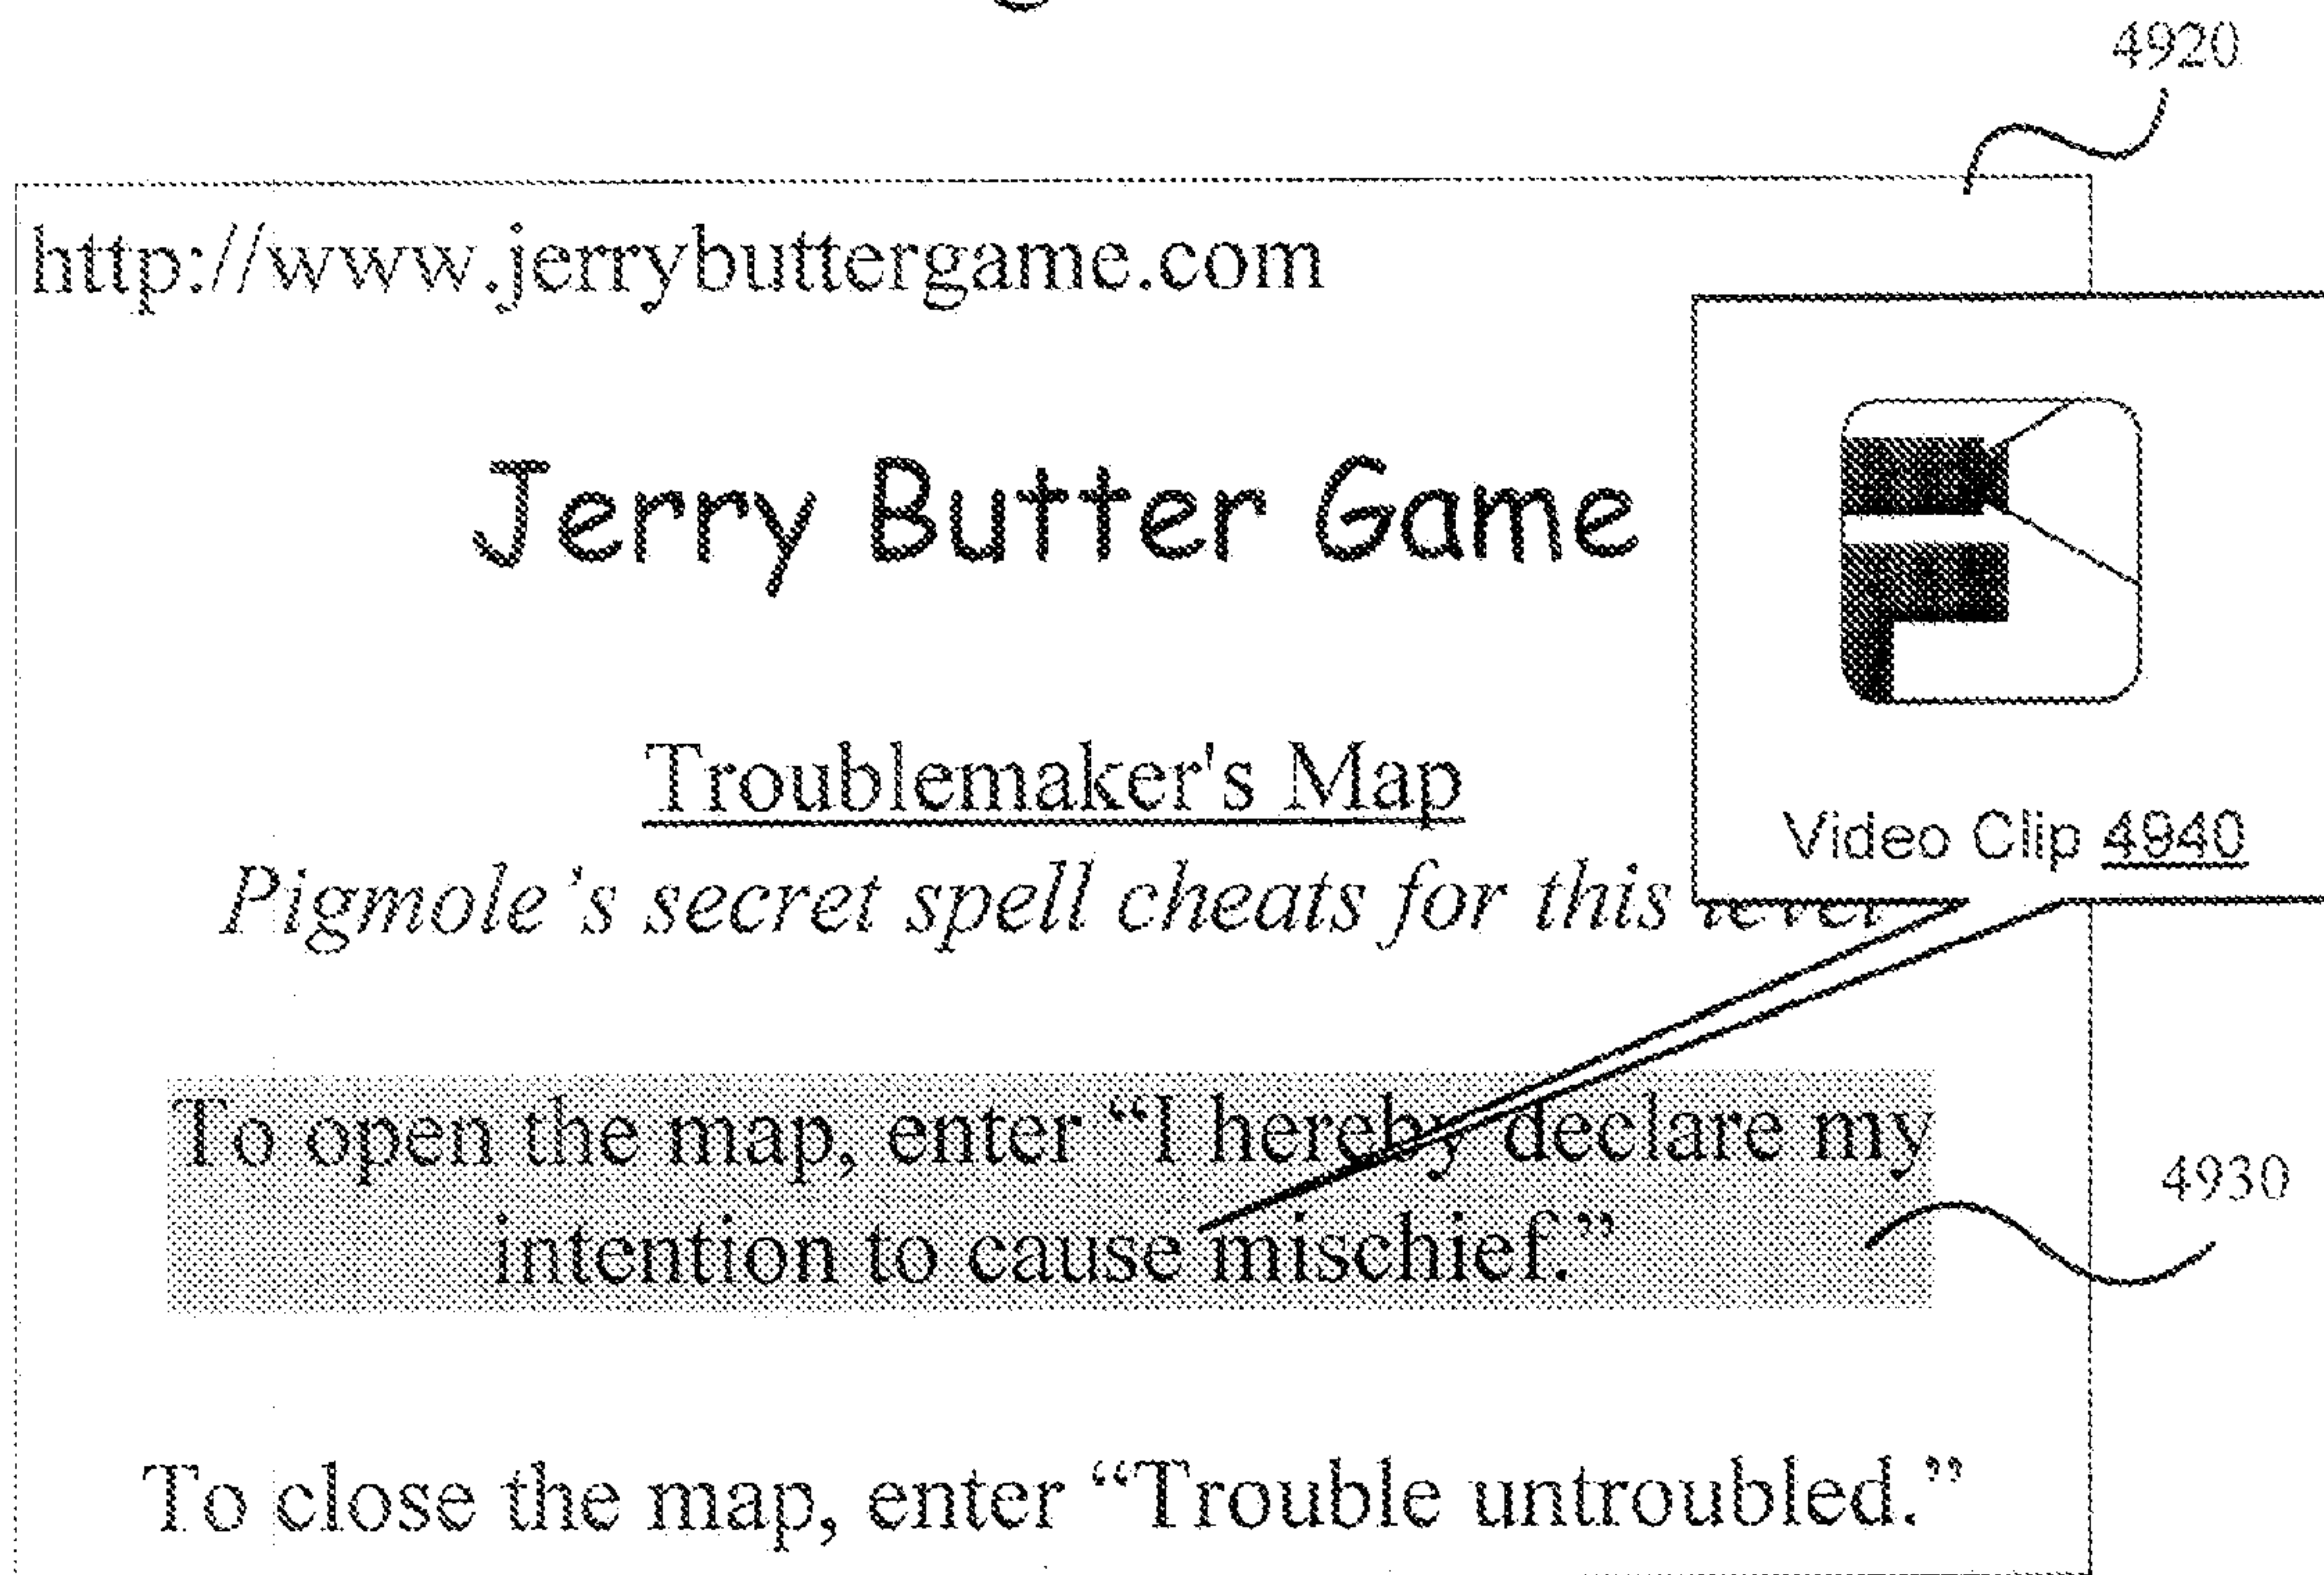 4920
http://www.jerrybuttergame.com
Jerry Butter Game
Troublemaker's Map
Video Clip 4940
Pigmole's secret spell cheats for this
To open the map, enter “I hereby declare my
4930
intention to cause mischief.”
To close the map, enter “Trouble untroubled.”